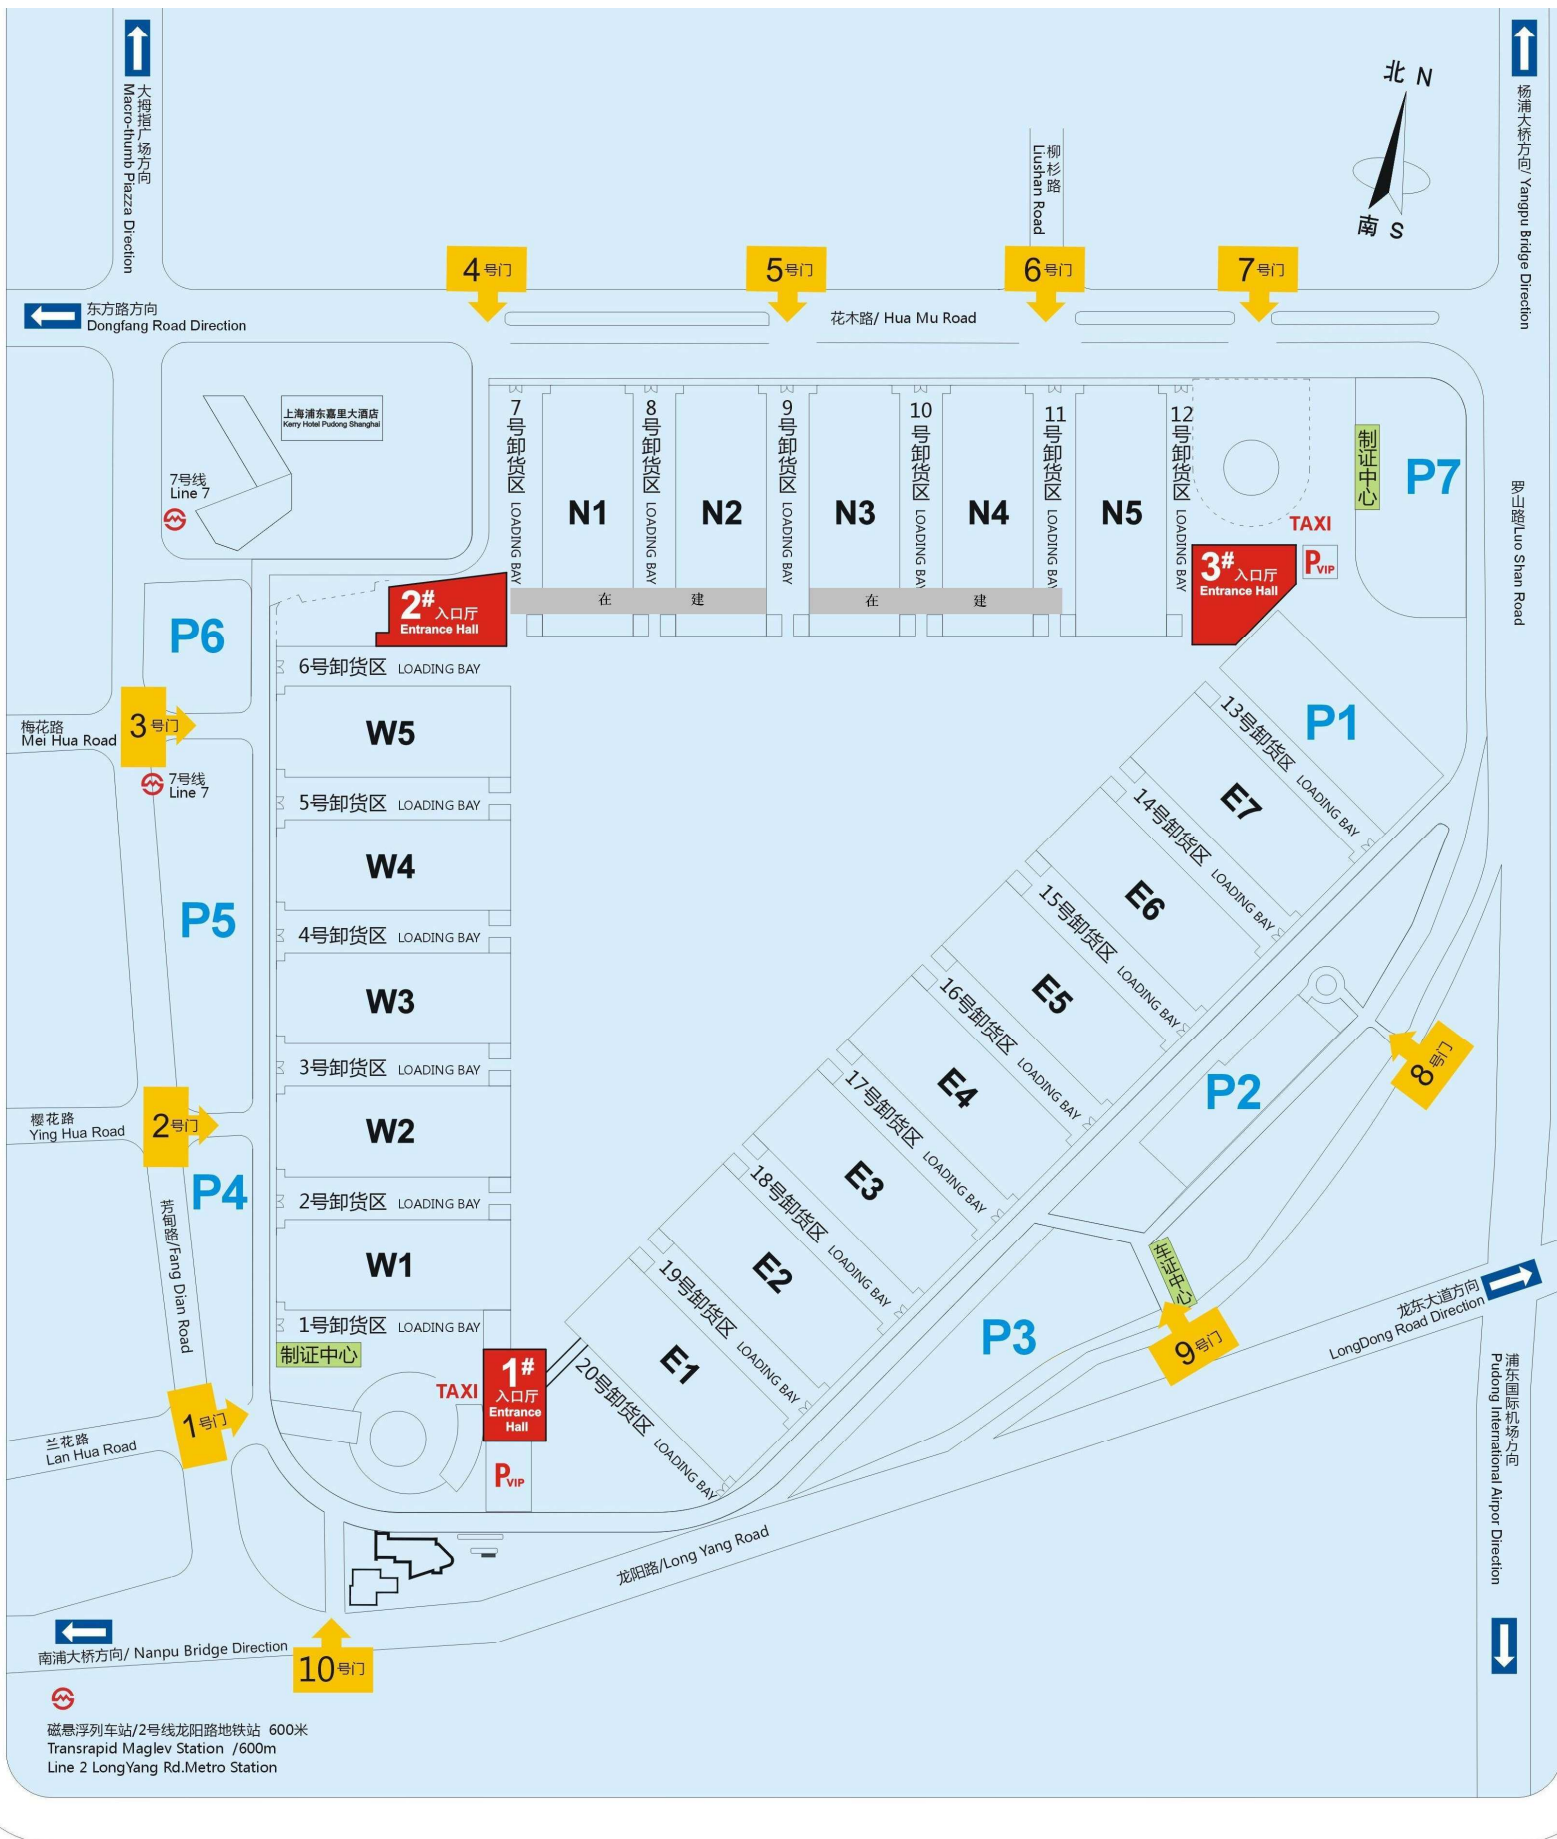 北 N
南 S
大拇指广场方向
Macro-thumb Piazza Direction
杨浦大桥方向/ Yangpu Bridge Direction
柳杉路
Liushan Road
4号门
5号门
6号门
7号门
东方路方向
Dongfang Road Direction
花木路/ Hua Mu Road
上海浦东嘉里大酒店
Kerry Hotel Pudong Shanghai
7号线
Line 7
7号卸货区 LOADING BAY
N1
8号卸货区 LOADING BAY
N2
9号卸货区 LOADING BAY
N3
10号卸货区 LOADING BAY
N4
11号卸货区 LOADING BAY
N5
12号卸货区 LOADING BAY
制证中心
P7
TAXI
PVIP
3#入口厅
Entrance Hall
罗山路/Luo Shan Road
在 建
在 建
2#入口厅
Entrance Hall
P6
6号卸货区 LOADING BAY
3号门
梅花路
Mei Hua Road
7号线
Line 7
W5
5号卸货区 LOADING BAY
W4
P5
4号卸货区 LOADING BAY
W3
3号卸货区 LOADING BAY
W2
2号门
樱花路
Ying Hua Road
P4
2号卸货区 LOADING BAY
芳甸路/Fang Dian Road
W1
1号卸货区 LOADING BAY
制证中心
1号门
兰花路
Lan Hua Road
TAXI
1#
入口厅
Entrance
Hall
PVIP
P1
13号卸货区 LOADING BAY
E7
14号卸货区 LOADING BAY
E6
15号卸货区 LOADING BAY
E5
16号卸货区 LOADING BAY
E4
17号卸货区 LOADING BAY
E3
18号卸货区 LOADING BAY
E2
19号卸货区 LOADING BAY
E1
20号卸货区 LOADING BAY
P2
8号门
车证中心
9号门
P3
龙东大道方向
LongDong Road Direction
浦东国际机场方向
Pudong International Airpor Direction
龙阳路/Long Yang Road
南浦大桥方向/ Nanpu Bridge Direction
10号门
磁悬浮列车站/2号线龙阳路地铁站 600米
Transrapid Maglev Station /600m
Line 2 LongYang Rd.Metro Station